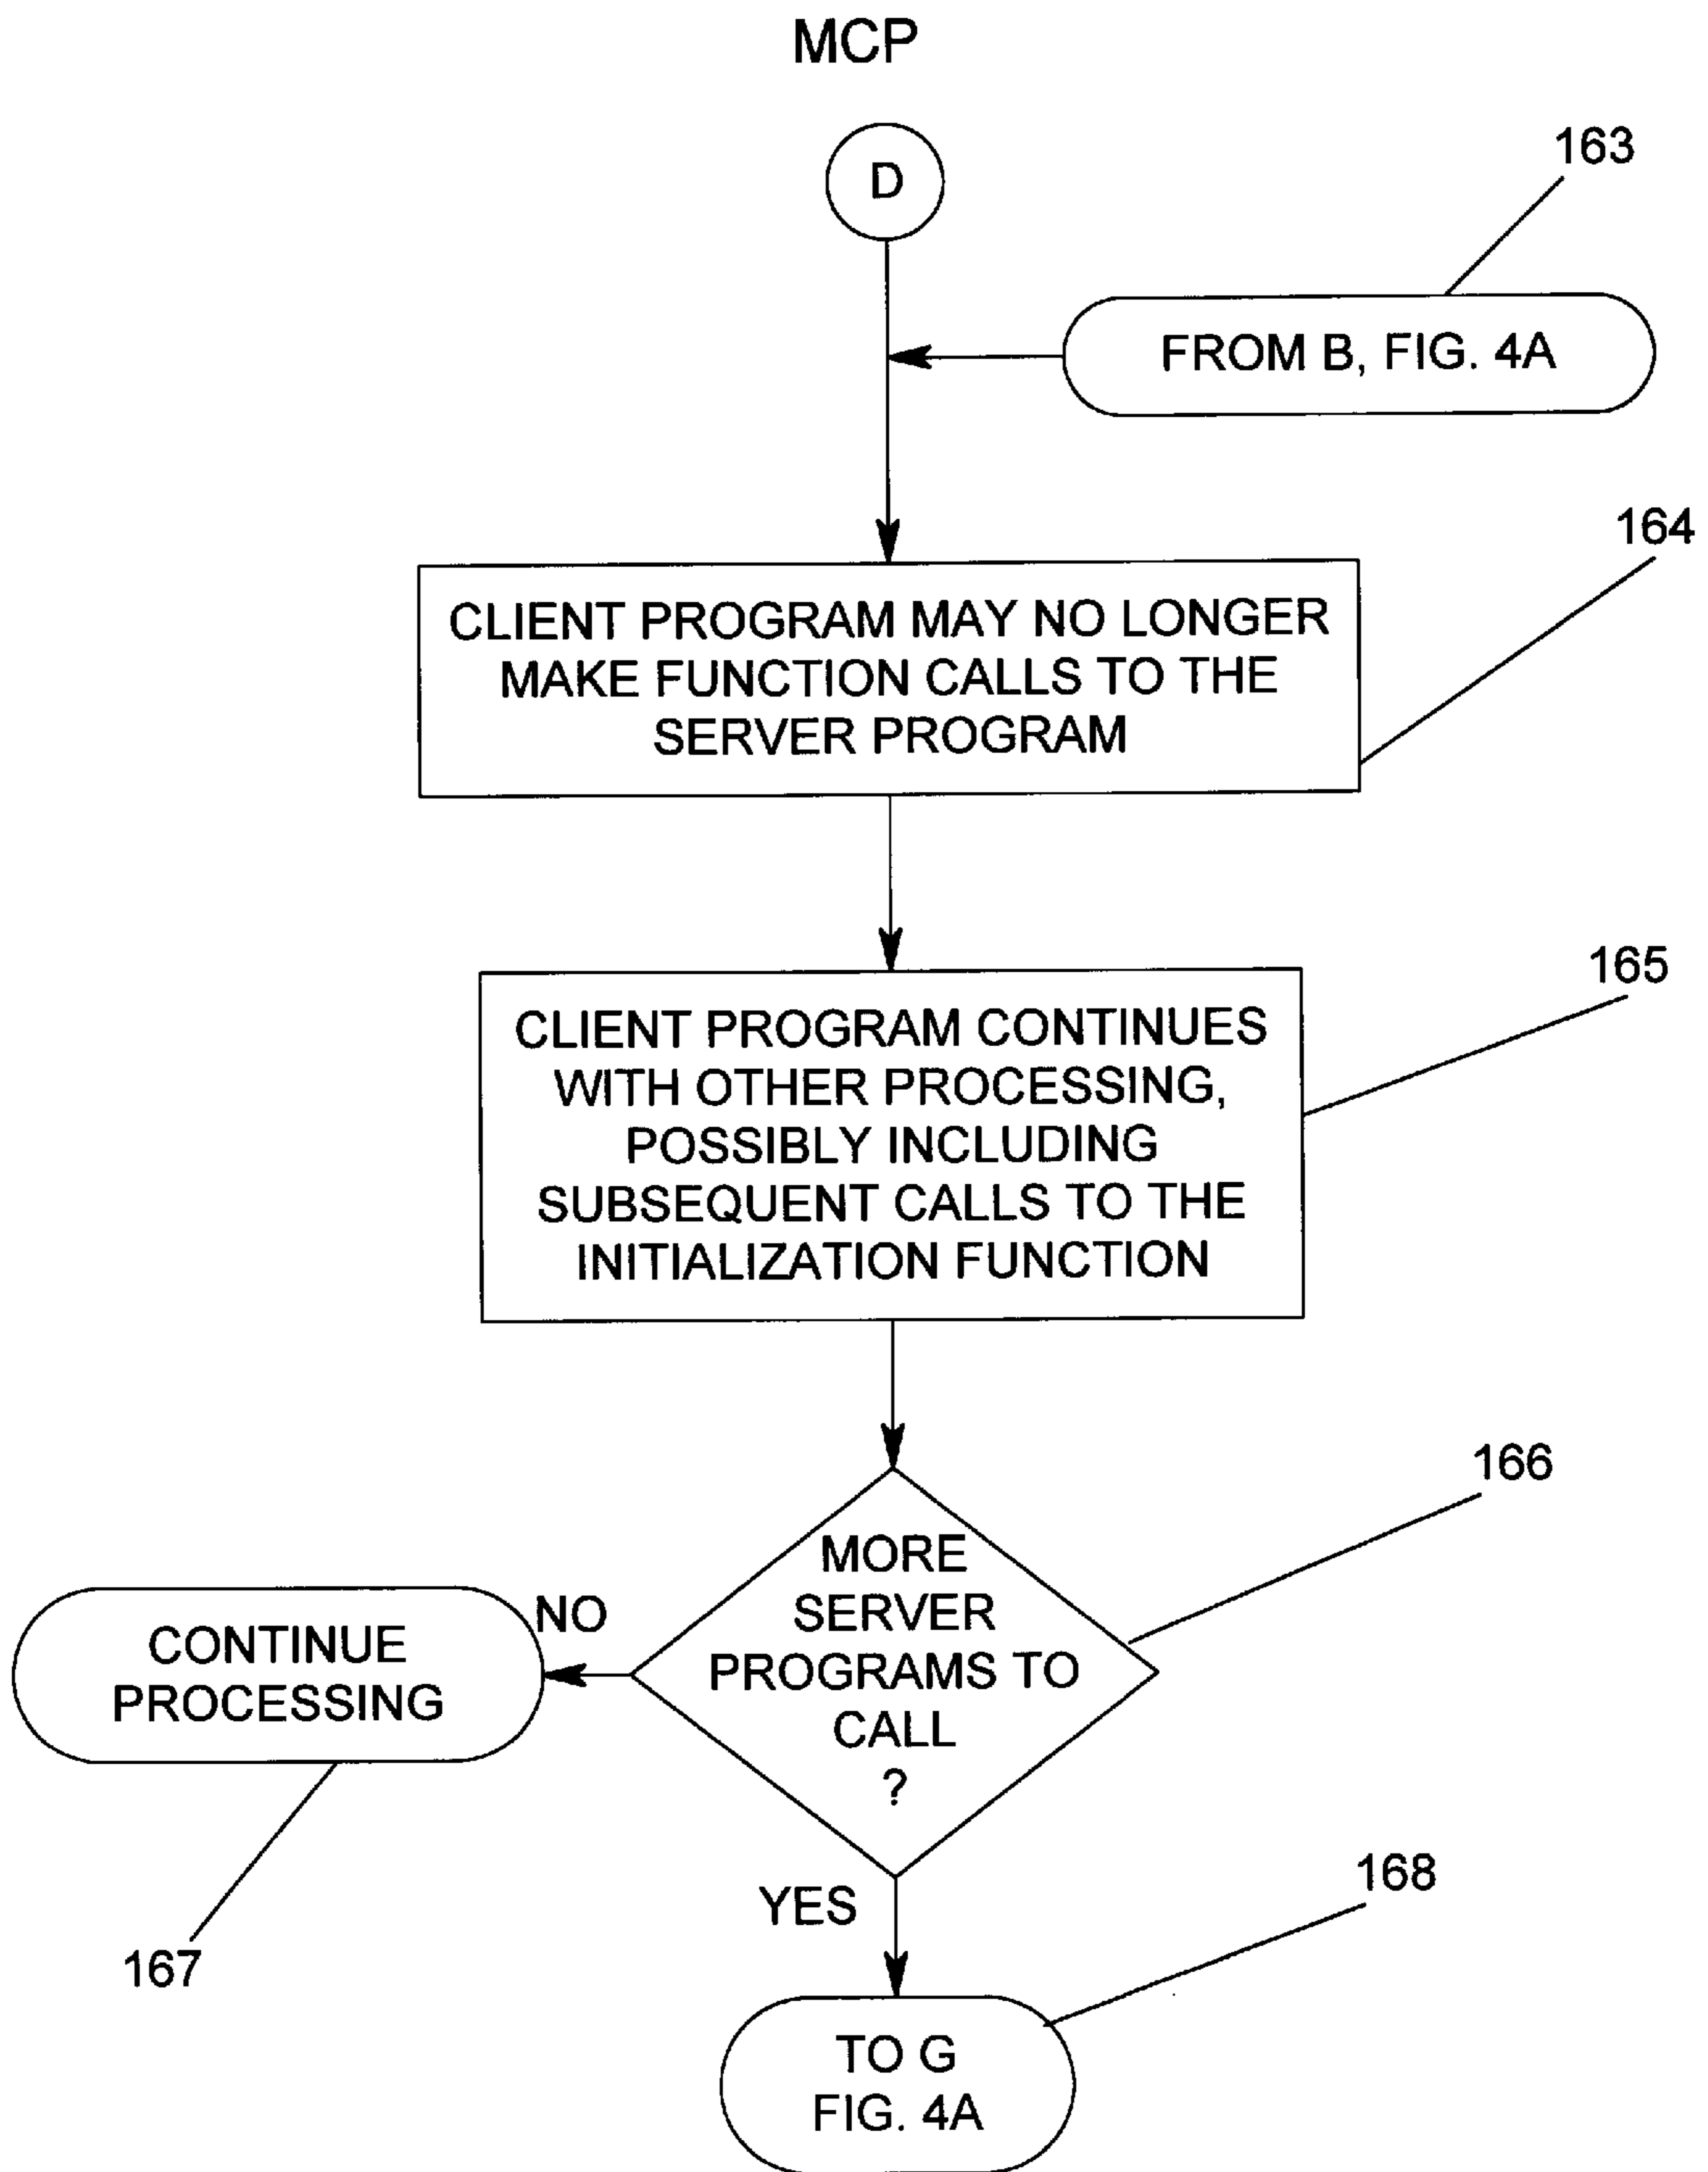 MCP
D
163
FROM B, FIG. 4A
164
CLIENT PROGRAM MAY NO LONGER
MAKE FUNCTION CALLS TO THE
SERVER PROGRAM
165
CLIENT PROGRAM CONTINUES
WITH OTHER PROCESSING,
POSSIBLY INCLUDING
SUBSEQUENT CALLS TO THE
INITIALIZATION FUNCTION
166
MORE
SERVER
PROGRAMS TO
CALL
?
NO
CONTINUE
PROCESSING
167
YES
168
TO G
FIG. 4A